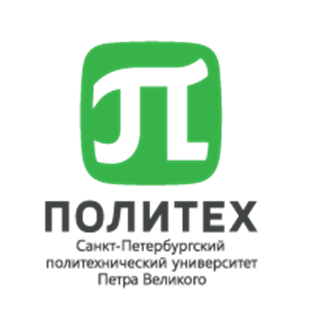 П
ПОЛИТЕХ
Санкт-Петербургский
политехнический университет
Петра Великого